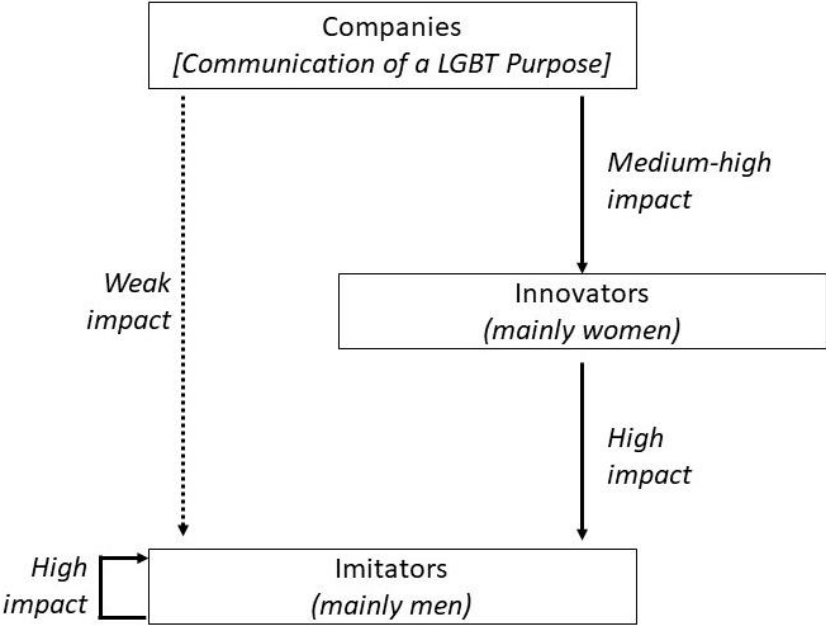 Companies
[Communication of a LGBT Purpose]
Medium-high
impact
Weak
impact
Innovators
(mainly women)
High
impact
High
impact
Imitators
(mainly men)